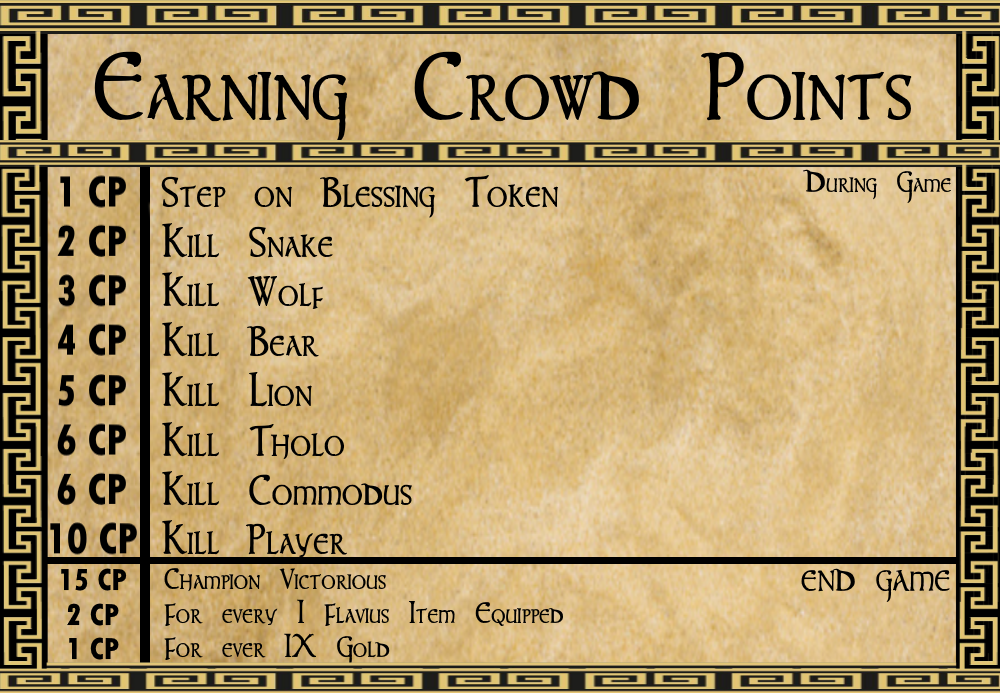 Earning Crowd Points
1 CP Step on Blessing Token During Game
2 CP Kill Snake
3 CP Kill Wolf
4 CP Kill Bear
5 CP Kill Lion
6 CP Kill Tholo
6 CP Kill Commodus
10 CP Kill Player
15 CP Champion Victorious END GAME
2 CP For every I Flavius Item Equipped
1 CP For ever IX Gold